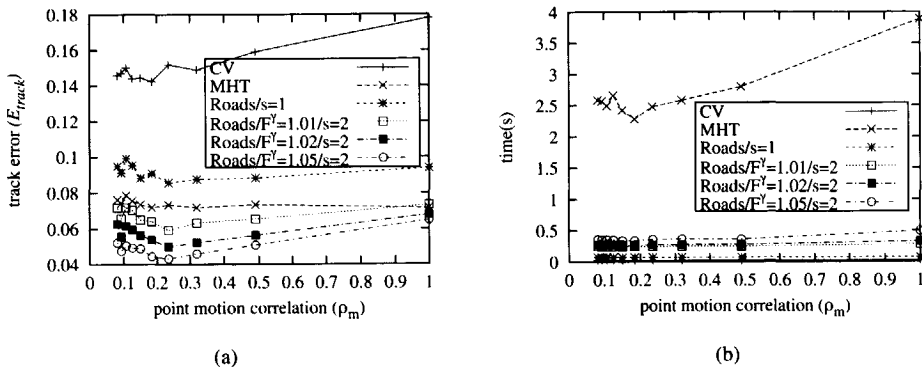 0.18
0.16
0.14
0.12
0.1
0.08
0.06
0.04
track error (E_track)
CV
MHT
Roads/s=1
Roads/F^γ=1.01/s=2
Roads/F^γ=1.02/s=2
Roads/F^γ=1.05/s=2
0 0.1 0.2 0.3 0.4 0.5 0.6 0.7 0.8 0.9 1
point motion correlation (ρ_m)
(a)
4
3.5
3
2.5
2
1.5
1
0.5
0
time(s)
CV
MHT
Roads/s=1
Roads/F^γ=1.01/s=2
Roads/F^γ=1.02/s=2
Roads/F^γ=1.05/s=2
0 0.1 0.2 0.3 0.4 0.5 0.6 0.7 0.8 0.9 1
point motion correlation (ρ_m)
(b)